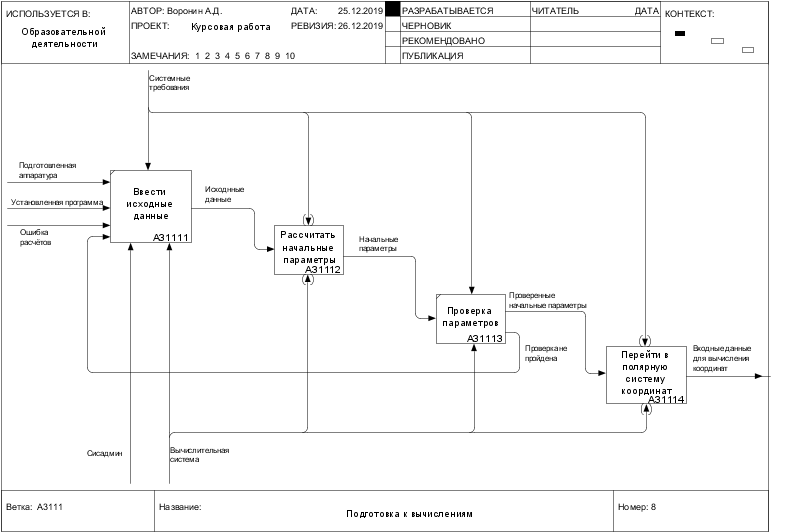 ИСПОЛЬЗУЕТСЯ В:
Образовательной
деятельности
АВТОР: Воронин А.Д.
ДАТА: 25.12.2019
ПРОЕКТ: Курсовая работа
РЕВИЗИЯ: 26.12.2019
ЗАМЕЧАНИЯ: 1 2 3 4 5 6 7 8 9 10
РАЗРАБАТЫВАЕТСЯ
ЧЕРНОВИК
РЕКОМЕНДОВАНО
ПУБЛИКАЦИЯ
ЧИТАТЕЛЬ
ДАТА
КОНТЕКСТ:
Системные
требования
Подготовленная
аппаратура
Установленная программа
Ошибка
расчётов
Ввести
исходные
данные
A31111
Исходнные
данные
Рассчитать
начальные
параметры
A31112
Начальные
параметры
Проверка
параметров
A31113
Проверенные
начальные параметры
Проверка не
пройдена
Перейти в
полярную
систему
координат
A31114
Входные данные
для вычисления
координат
Сисадмин
Вычислительная
система
Ветка: A3111
Название:
Подготовка к вычислениям
Номер: 8